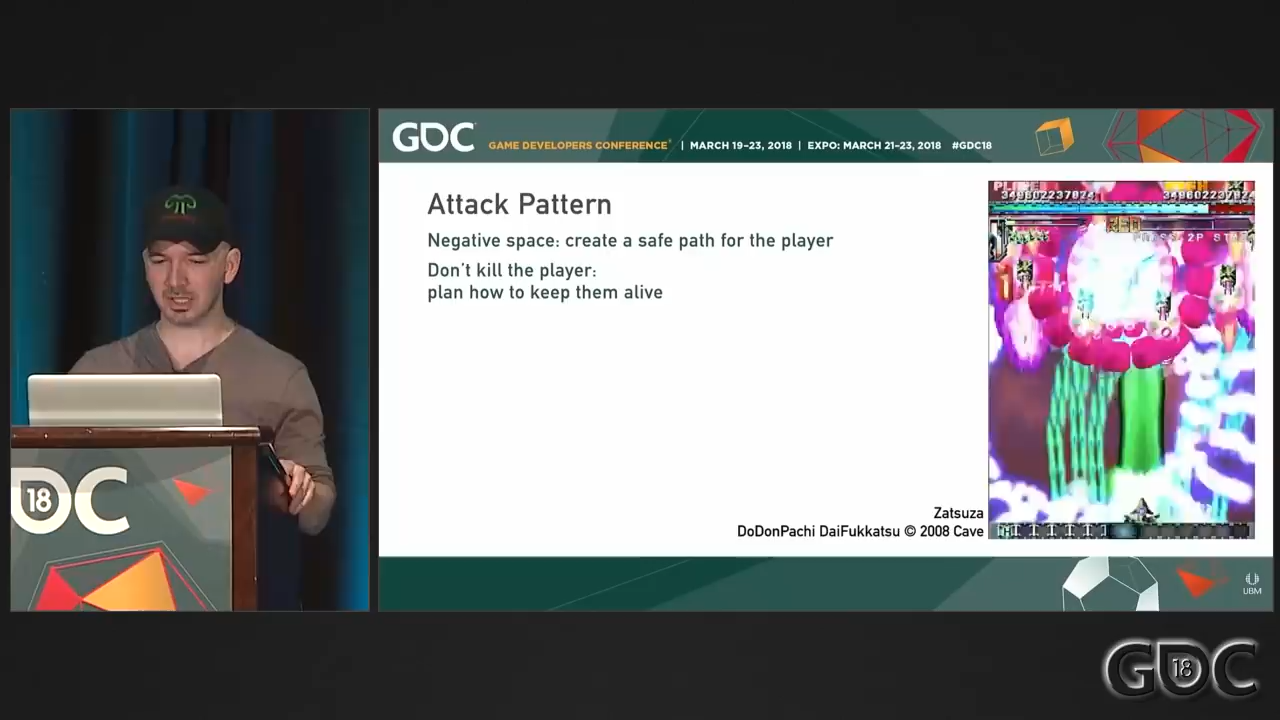 GDC
GAME DEVELOPERS CONFERENCE® | MARCH 19–23, 2018 | EXPO: MARCH 21–23, 2018 #GDC18
Attack Pattern
Negative space: create a safe path for the player
Don't kill the player:
plan how to keep them alive
Zatsuza
DoDonPachi DaiFukkatsu © 2008 Cave
UBM
GDC
18
GDC
18